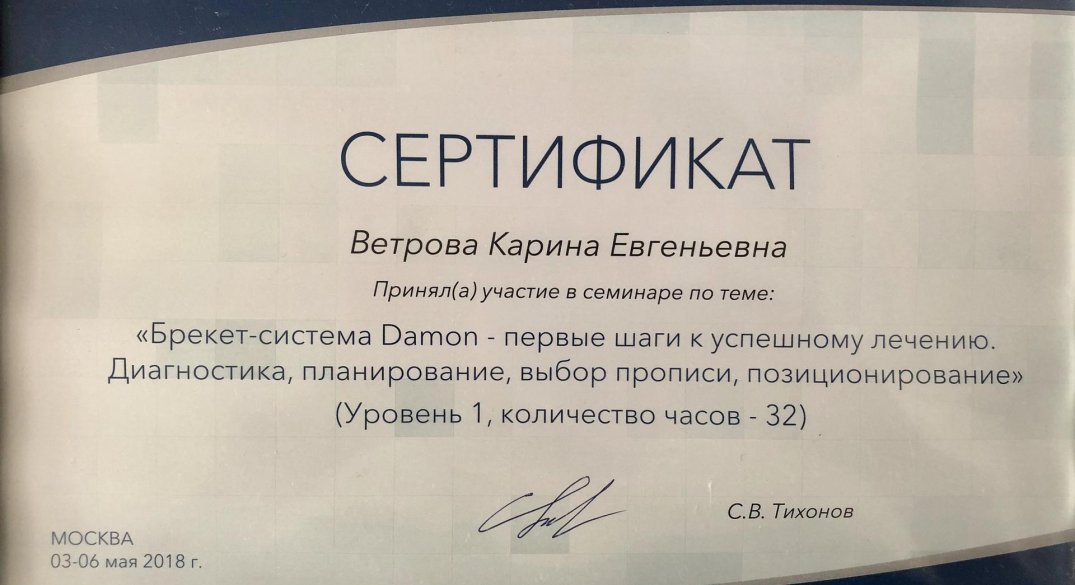 СЕРТИФИКАТ
Ветрова Карина Евгеньевна
Принял(а) участие в семинаре по теме:
«Брекет-система Damon - первые шаги к успешному лечению.
Диагностика, планирование, выбор прописи, позиционирование»
(Уровень 1, количество часов - 32)
С.В. Тихонов
МОСКВА
03-06 мая 2018 г.